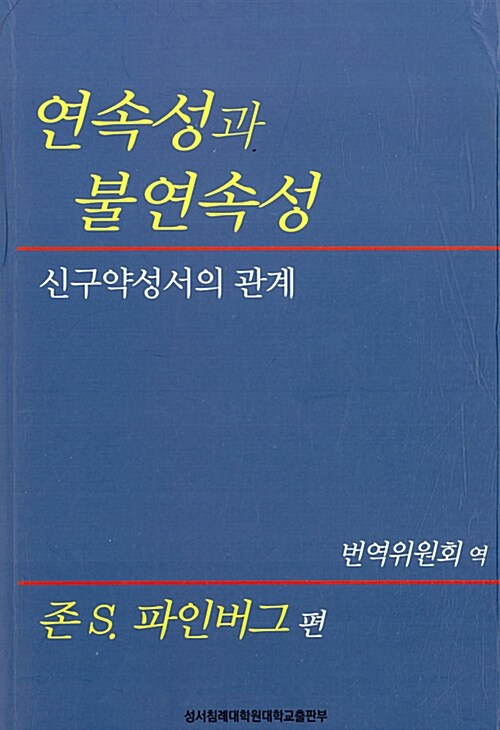 연속성과
불연속성
신구약성서의 관계
번역위원회 역
존 S. 파인버그 편
성서침례대학원대학교출판부